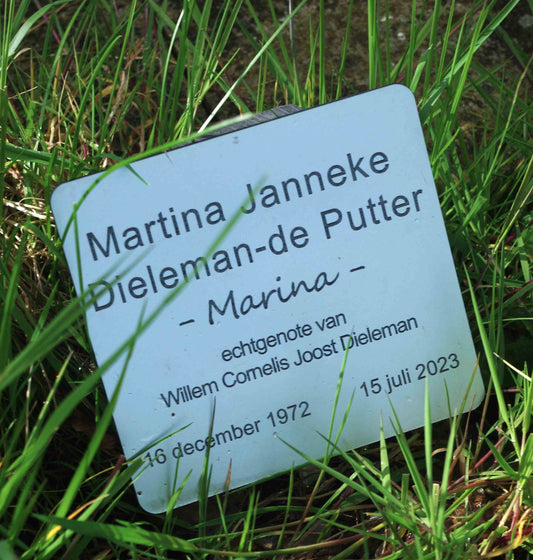 Martina Janneke
Dieleman-de Putter
- Marina -
echtgenote van
Willem Cornelis Joost Dieleman
16 december 1972 15 juli 2023